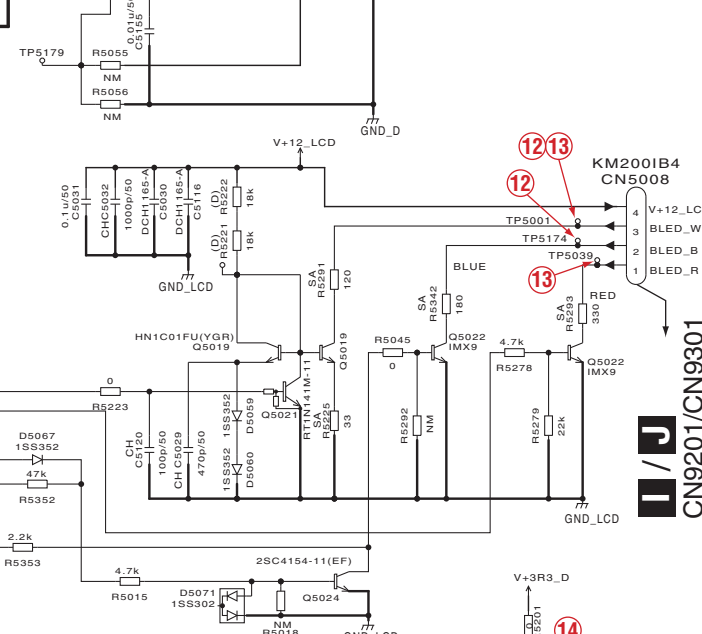 0.01u/50
C5155
TP5179
R5055
NM
R5056
NM
GND_D
V+12_LCD
12
13
KM200IB4
CN5008
0.1u/50
C5031
CHC5032
1000p/50
DCH1165-A
C5030
DCH1165-A
C5116
(D)
R5222
18k
(D)
R5221
18k
12
4
V+12_LC
TP5001
3
BLED_W
TP5174
2
BLED_B
TP5039
1
BLED_R
GND_LCD
SA
R5291
120
BLUE
13
SA
R5342
180
SA
R5293
330
RED
HN1C01FU(YGR)
Q5019
Q5019
R5045
0
Q5022
IMX9
4.7k
R5278
Q5022
IMX9
0
R5223
Q5021
RT1N141M-11
1SS352
D5059
SA
R5225
33
R5292
NM
R5279
22k
CH
C5120
100p/50
CH C5029
470p/50
1SS352
D5060
D5067
1SS352
47k
R5352
I / J
CN9201/CN9301
GND_LCD
2.2k
R5353
2SC4154-11(EF)
4.7k
R5015
D5071
1SS302
Q5024
NM
R5018
GND_LCD
V+3R3_D
5201
0
14